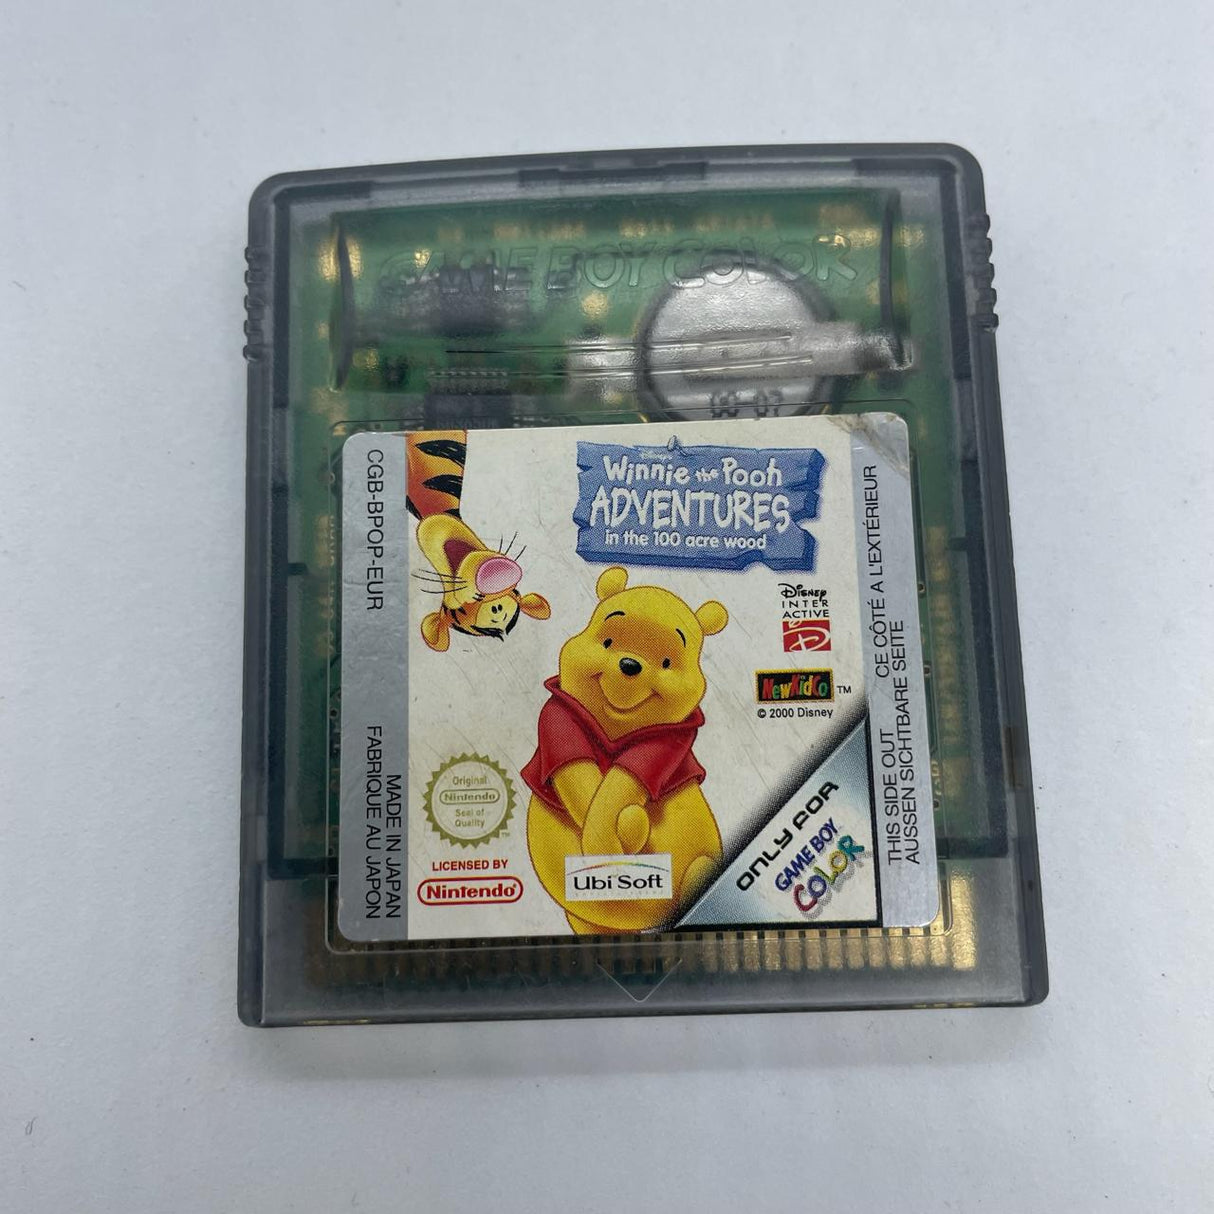 GAME BOY COLOR
CGB-BPOP-EUR
MADE IN JAPAN
FABRIQUE AU JAPON
Disney's
Winnie the Pooh
ADVENTURES
in the 100 acre wood
Disney
INTER
ACTIVE
NewKidCo TM
© 2000 Disney
Original
Nintendo
Seal of
Quality
TM
LICENSED BY
Nintendo
Ubi Soft
ONLY FOR
GAME BOY
COLOR
THIS SIDE OUT CE CÔTÉ A L'EXTÉRIEUR
AUSSEN SICHTBARE SEITE